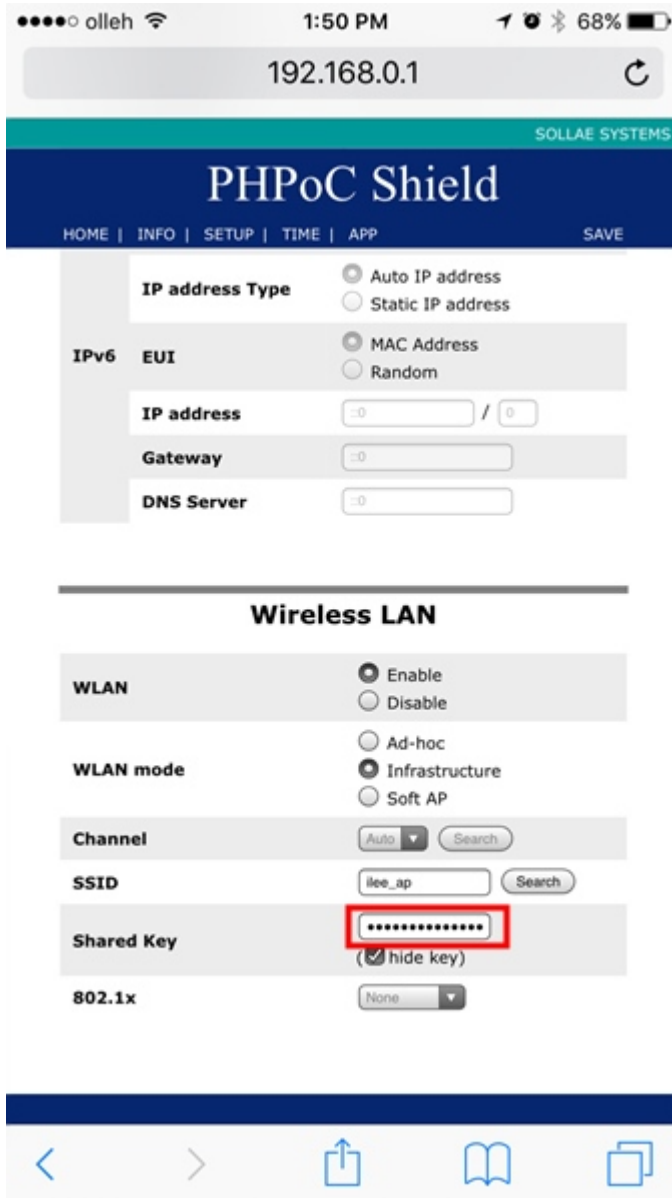 olleh 1:50 PM 68%
192.168.0.1
SOLLAE SYSTEMS
PHPoC Shield
HOME | INFO | SETUP | TIME | APP SAVE
IP address Type
Auto IP address
Static IP address
IPv6
EUI
MAC Address
Random
IP address ::0 / 0
Gateway ::0
DNS Server ::0
Wireless LAN
WLAN
Enable
Disable
WLAN mode
Ad-hoc
Infrastructure
Soft AP
Channel Auto Search
SSID ilee_ap Search
Shared Key ••••••••••••••
(hide key)
802.1x None